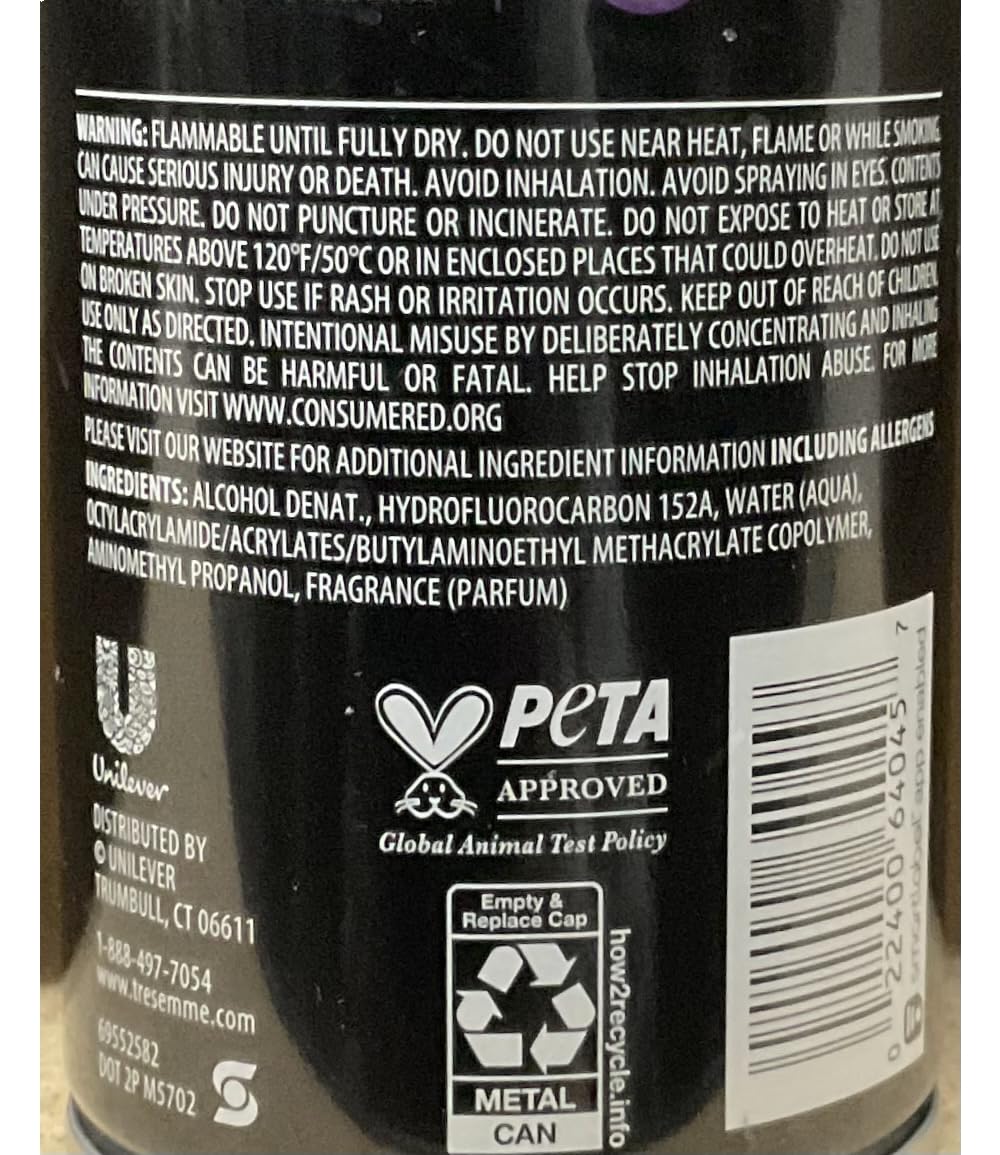 WARNING: FLAMMABLE UNTIL FULLY DRY. DO NOT USE NEAR HEAT, FLAME OR WHILE SMOKING.
CAN CAUSE SERIOUS INJURY OR DEATH. AVOID INHALATION. AVOID SPRAYING IN EYES. CONTENTS
UNDER PRESSURE. DO NOT PUNCTURE OR INCINERATE. DO NOT EXPOSE TO HEAT OR STORE AT
TEMPERATURES ABOVE 120°F/50°C OR IN ENCLOSED PLACES THAT COULD OVERHEAT. DO NOT USE
ON BROKEN SKIN. STOP USE IF RASH OR IRRITATION OCCURS. KEEP OUT OF REACH OF CHILDREN.
USE ONLY AS DIRECTED. INTENTIONAL MISUSE BY DELIBERATELY CONCENTRATING AND INHALING
THE CONTENTS CAN BE HARMFUL OR FATAL. HELP STOP INHALATION ABUSE. FOR MORE
INFORMATION VISIT WWW.CONSUMERED.ORG
PLEASE VISIT OUR WEBSITE FOR ADDITIONAL INGREDIENT INFORMATION INCLUDING ALLERGENS
INGREDIENTS: ALCOHOL DENAT., HYDROFLUOROCARBON 152A, WATER (AQUA),
OCTYLACRYLAMIDE/ACRYLATES/BUTYLAMINOETHYL METHACRYLATE COPOLYMER,
AMINOMETHYL PROPANOL, FRAGRANCE (PARFUM)
Unilever
DISTRIBUTED BY
© UNILEVER
TRUMBULL, CT 06611
1-888-497-7054
www.tresemme.com
69552582
DOT 2P M5702
PETA
APPROVED
Global Animal Test Policy
Empty &
Replace Cap
METAL
CAN
how2recycle.info
0 22400 64045 7
smartlabel app enabled